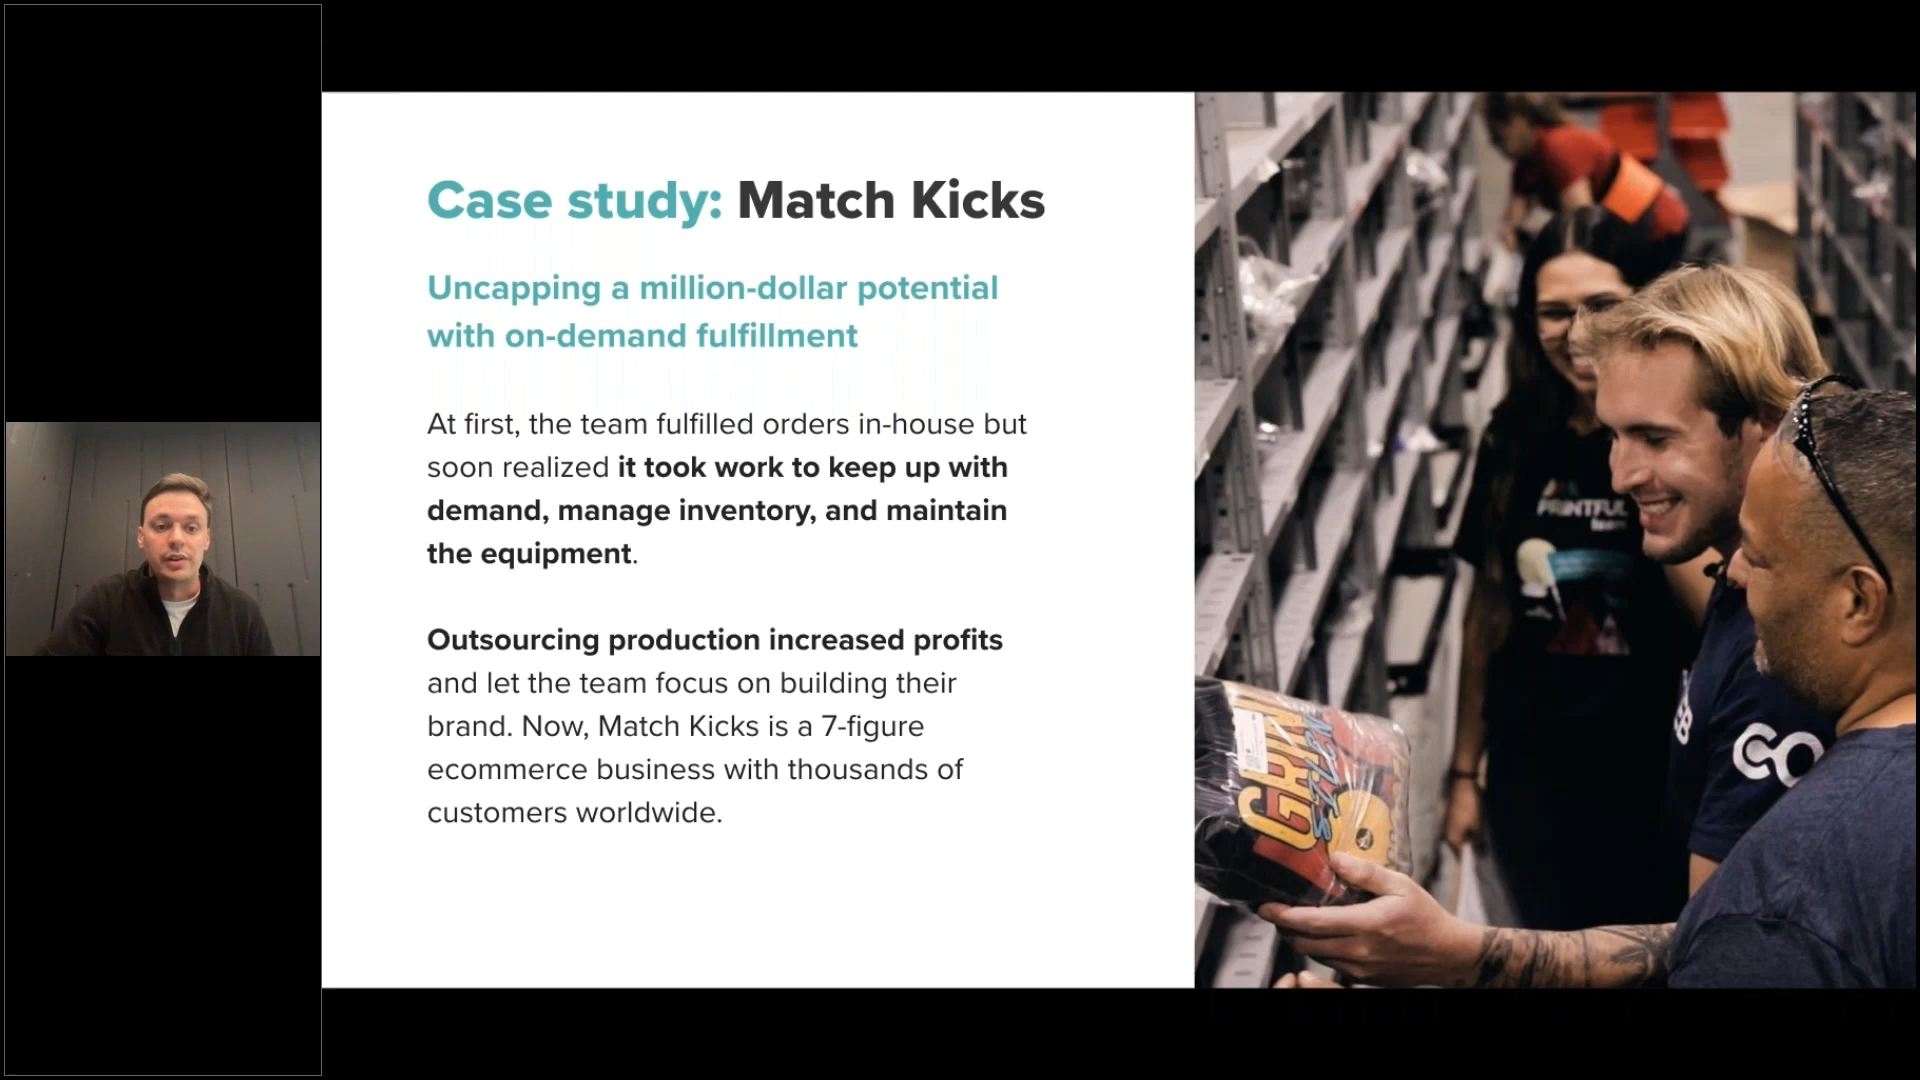 Case study: Match Kicks
Uncapping a million-dollar potential
with on-demand fulfillment
At first, the team fulfilled orders in-house but
soon realized it took work to keep up with
demand, manage inventory, and maintain
the equipment.
Outsourcing production increased profits
and let the team focus on building their
brand. Now, Match Kicks is a 7-figure
ecommerce business with thousands of
customers worldwide.
PRINTFUL
team
CO